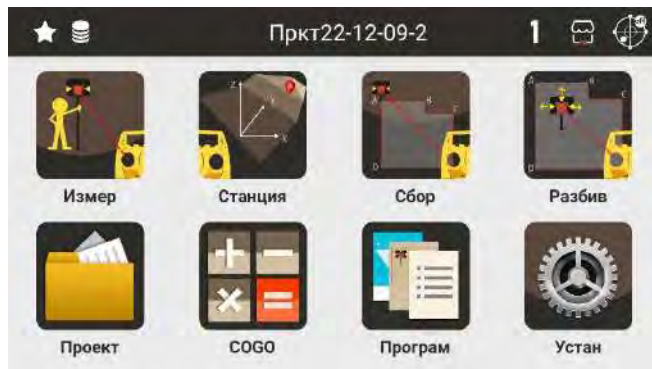 Пркт22-12-09-2
1
Измер
Станция
Сбор
Разбив
Проект
COGO
Програм
Устан